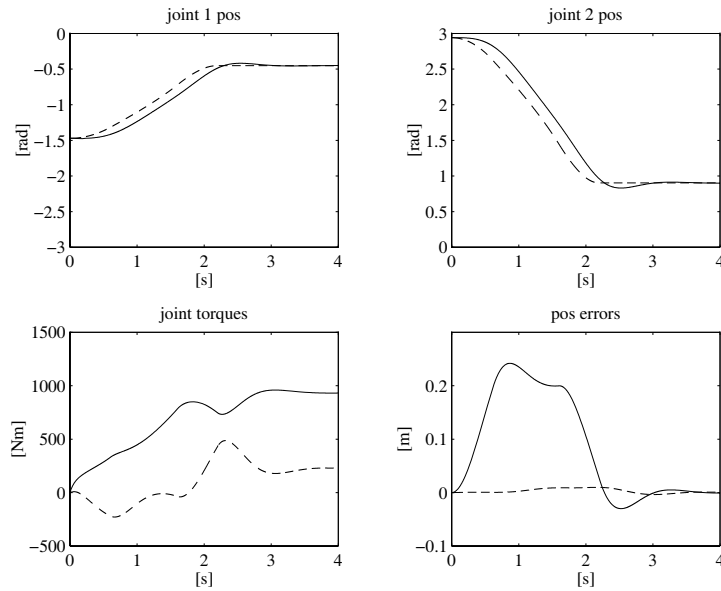 joint 1 pos
0
−0.5
−1
−1.5
−2
−2.5
−3
[rad]
0 1 2 3 4
[s]
joint 2 pos
3
2.5
2
1.5
1
0.5
0
[rad]
0 1 2 3 4
[s]
joint torques
1500
1000
500
0
−500
[Nm]
0 1 2 3 4
[s]
pos errors
0.2
0.1
0
−0.1
[m]
0 1 2 3 4
[s]